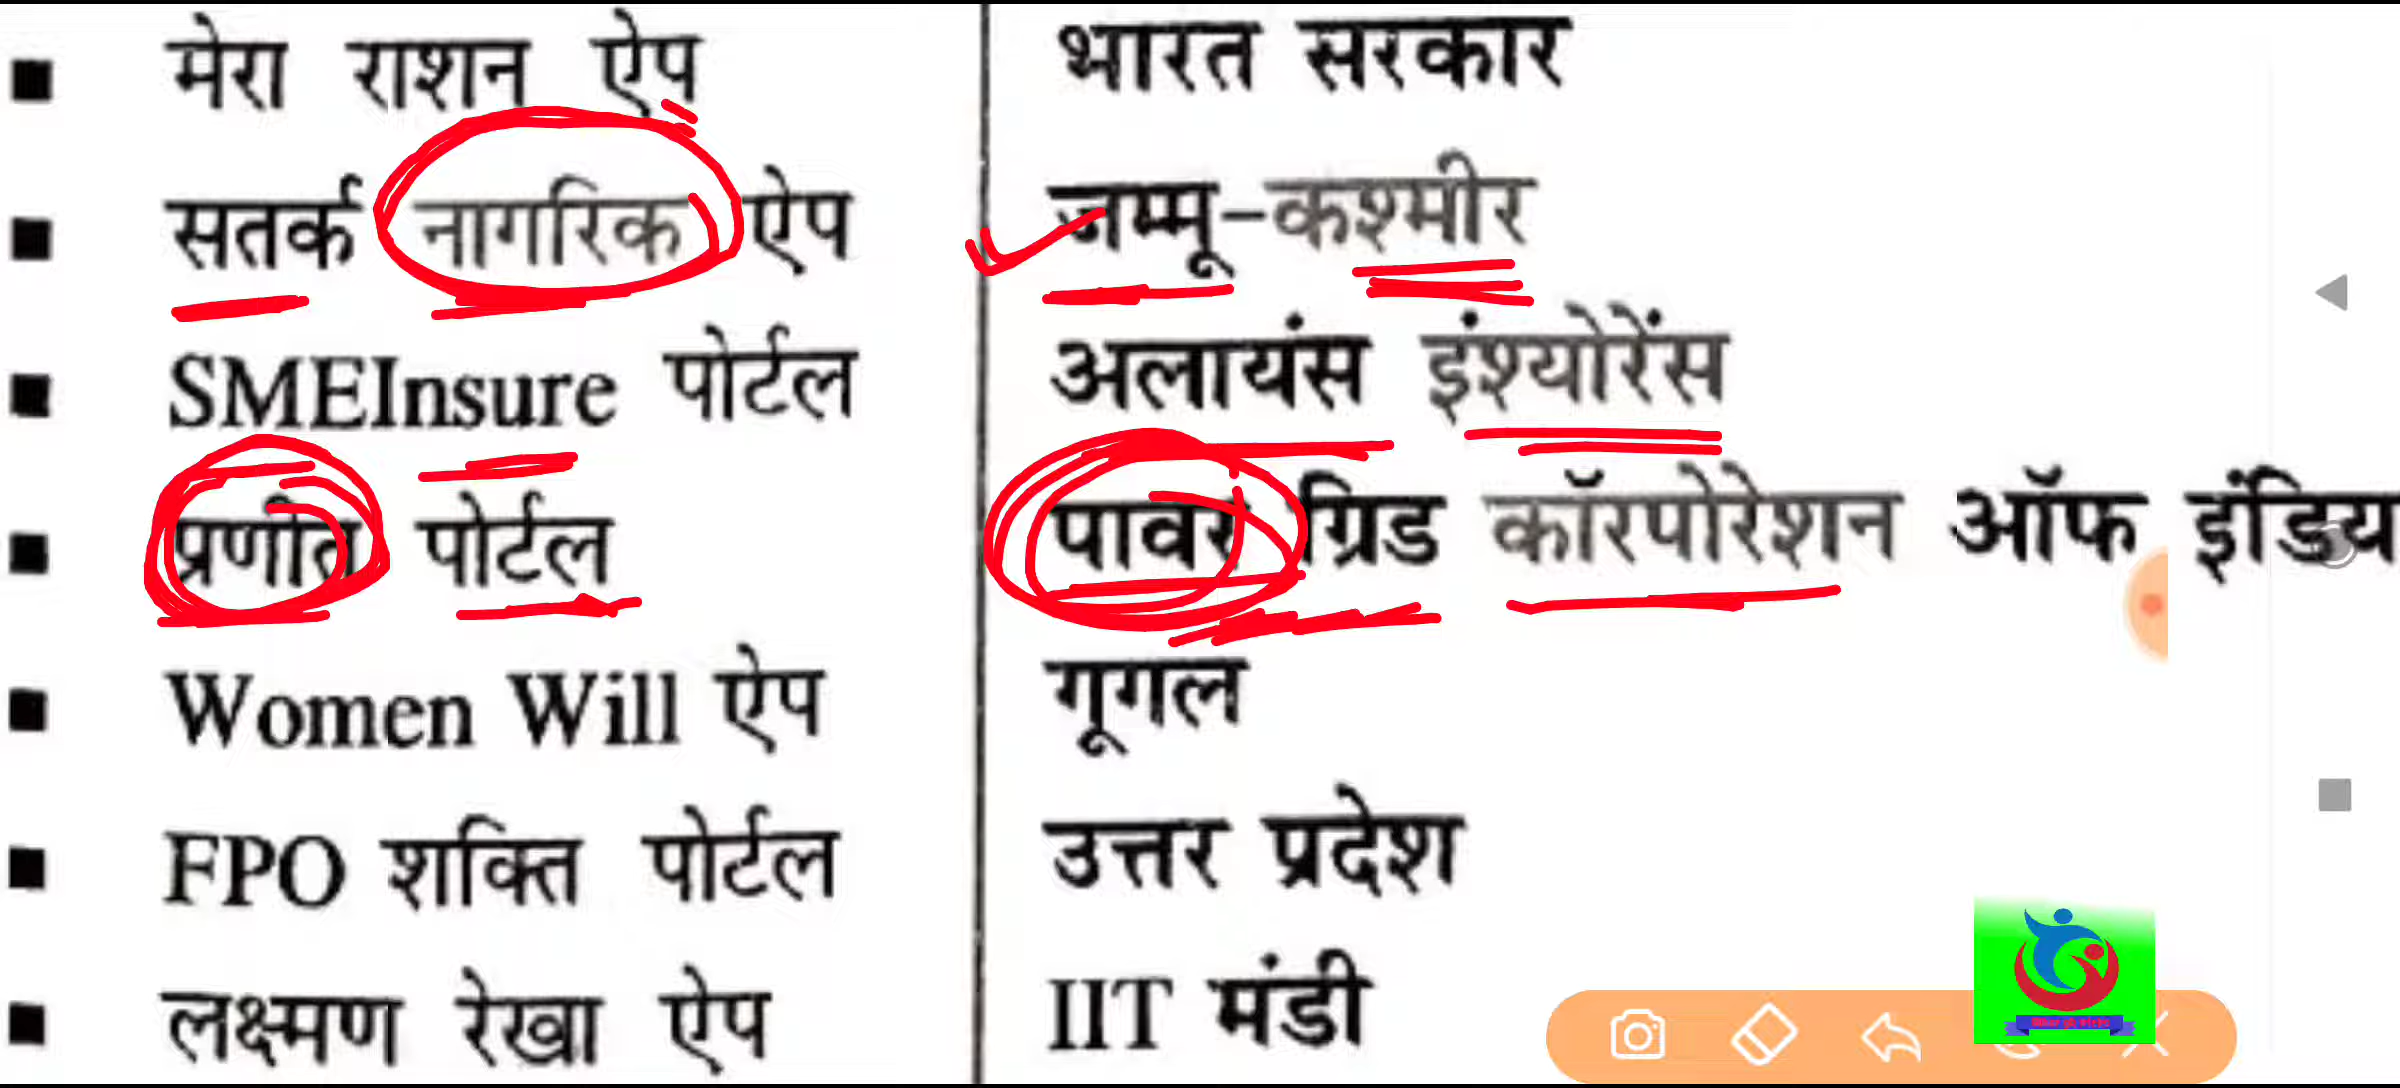 मेरा राशन ऐप भारत सरकार
सतर्क नागरिक ऐप जम्मू-कश्मीर
SMEInsure पोर्टल अलायंस इंश्योरेंस
प्रणीत पोर्टल पावर ग्रिड कॉरपोरेशन ऑफ इंडिय
Women Will ऐप गूगल
FPO शक्ति पोर्टल उत्तर प्रदेश
लक्ष्मण रेखा ऐप IIT मंडी